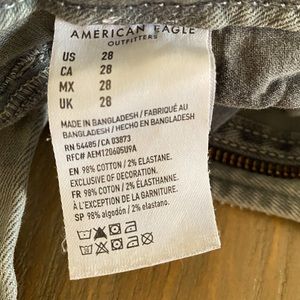 AMERICAN EAGLE
OUTFITTERS
US 28
CA 28
MX 28
UK 28
MADE IN BANGLADESH / FABRIQUÉ AU
BANGLADESH / HECHO EN BANGLADESH
RN 54485 / CA 03873
RFC# AEM120605U9A
EN 98% COTTON / 2% ELASTANE.
EXCLUSIVE OF DECORATION.
FR 98% COTON / 2% ÉLASTHANNE.
À L'EXCEPTION DE LA GARNITURE.
SP 98% algodón / 2% elastano.